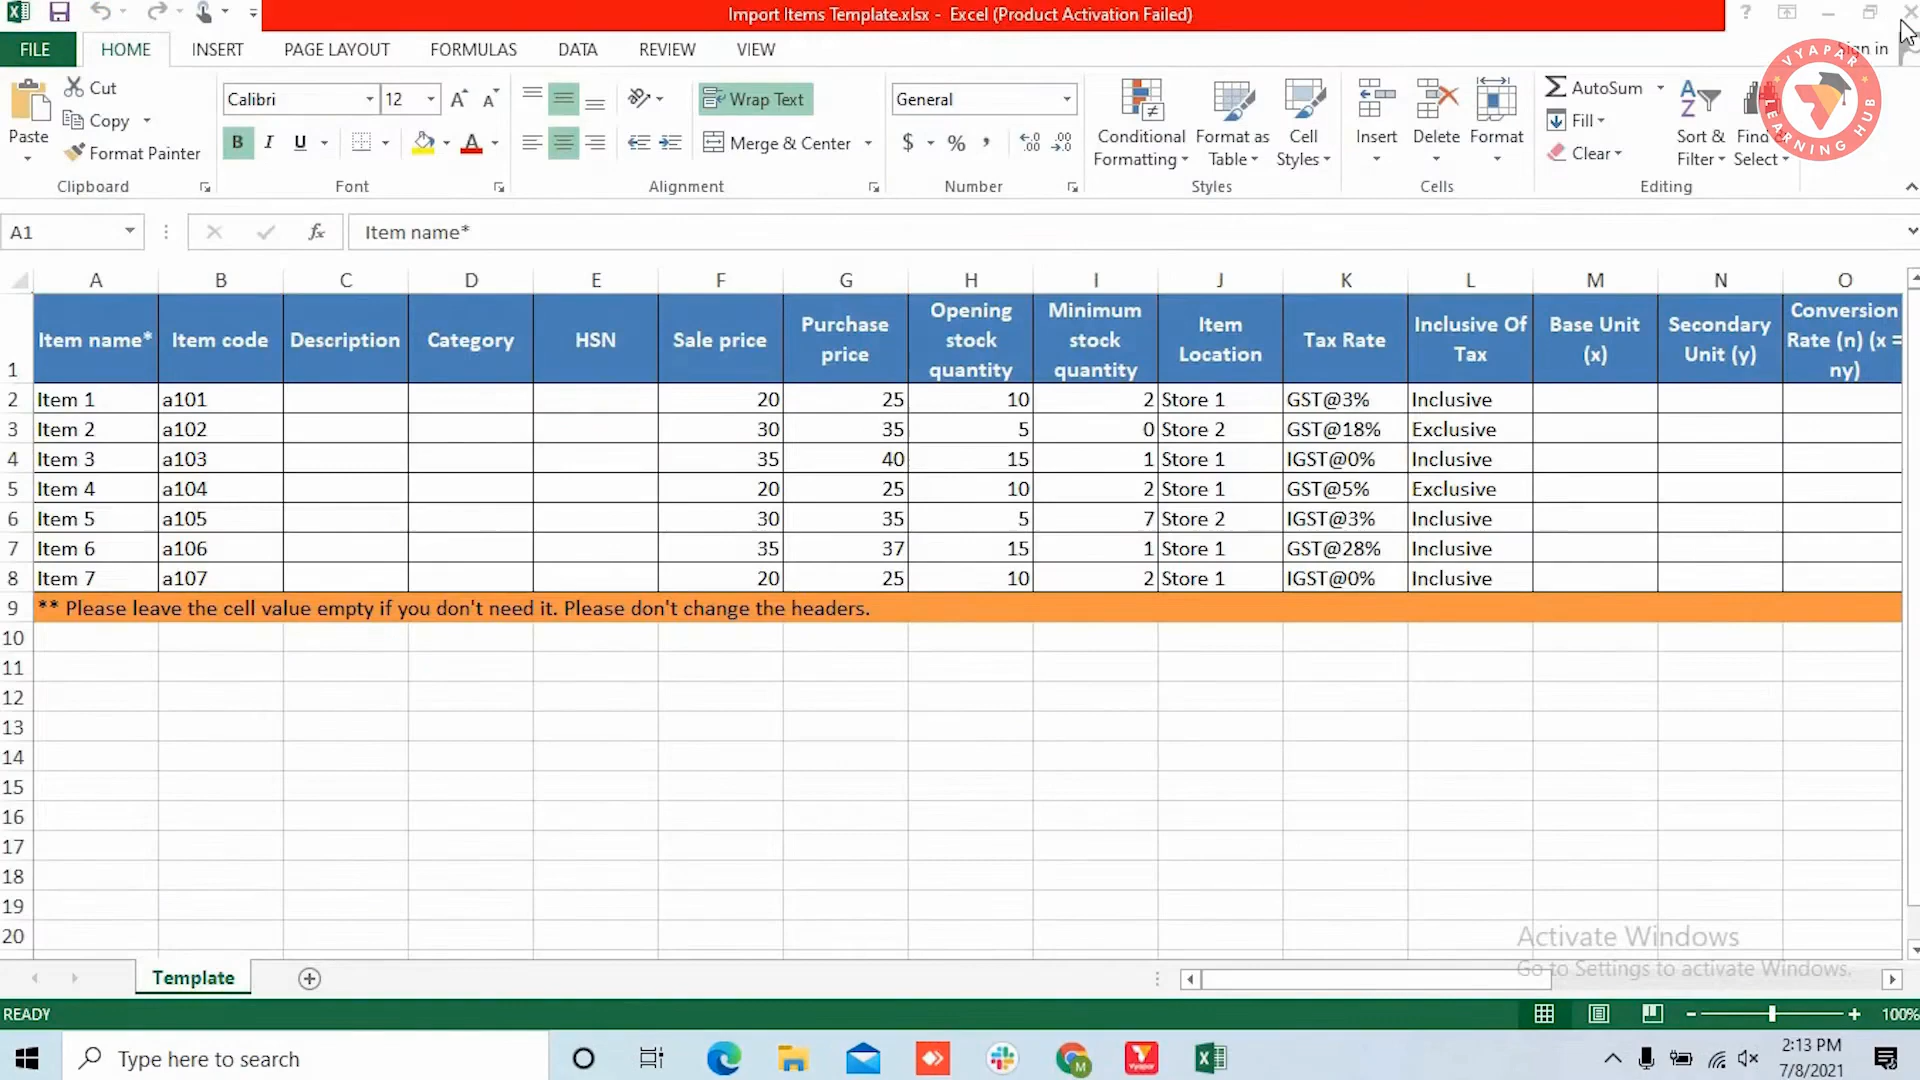 Import Items Template.xlsx - Excel (Product Activation Failed)
FILE HOME INSERT PAGE LAYOUT FORMULAS DATA REVIEW VIEW Sign in
Cut
Copy
Format Painter
Paste
Clipboard
Calibri 12
B I U
Font
Wrap Text
Merge & Center
Alignment
General
$ % ,
Number
Conditional Formatting
Format as Table
Cell Styles
Styles
Insert Delete Format
Cells
AutoSum
Fill
Clear
Sort & Filter
Find & Select
Editing
VYAPAR LEARNING HUB
A1 fx Item name*
A B C D E F G H I J K L M N O
1 Item name* Item code Description Category HSN Sale price Purchase price Opening stock quantity Minimum stock quantity Item Location Tax Rate Inclusive Of Tax Base Unit (x) Secondary Unit (y) Conversion Rate (n) (x = ny)
2 Item 1 a101 20 25 10 2 Store 1 GST@3% Inclusive
3 Item 2 a102 30 35 5 0 Store 2 GST@18% Exclusive
4 Item 3 a103 35 40 15 1 Store 1 IGST@0% Inclusive
5 Item 4 a104 20 25 10 2 Store 1 GST@5% Exclusive
6 Item 5 a105 30 35 5 7 Store 2 IGST@3% Inclusive
7 Item 6 a106 35 37 15 1 Store 1 GST@28% Inclusive
8 Item 7 a107 20 25 10 2 Store 1 IGST@0% Inclusive
9 ** Please leave the cell value empty if you don't need it. Please don't change the headers.
10
11
12
13
14
15
16
17
18
19
20
Activate Windows
Go to Settings to activate Windows.
Template
READY 100%
Type here to search
2:13 PM
7/8/2021